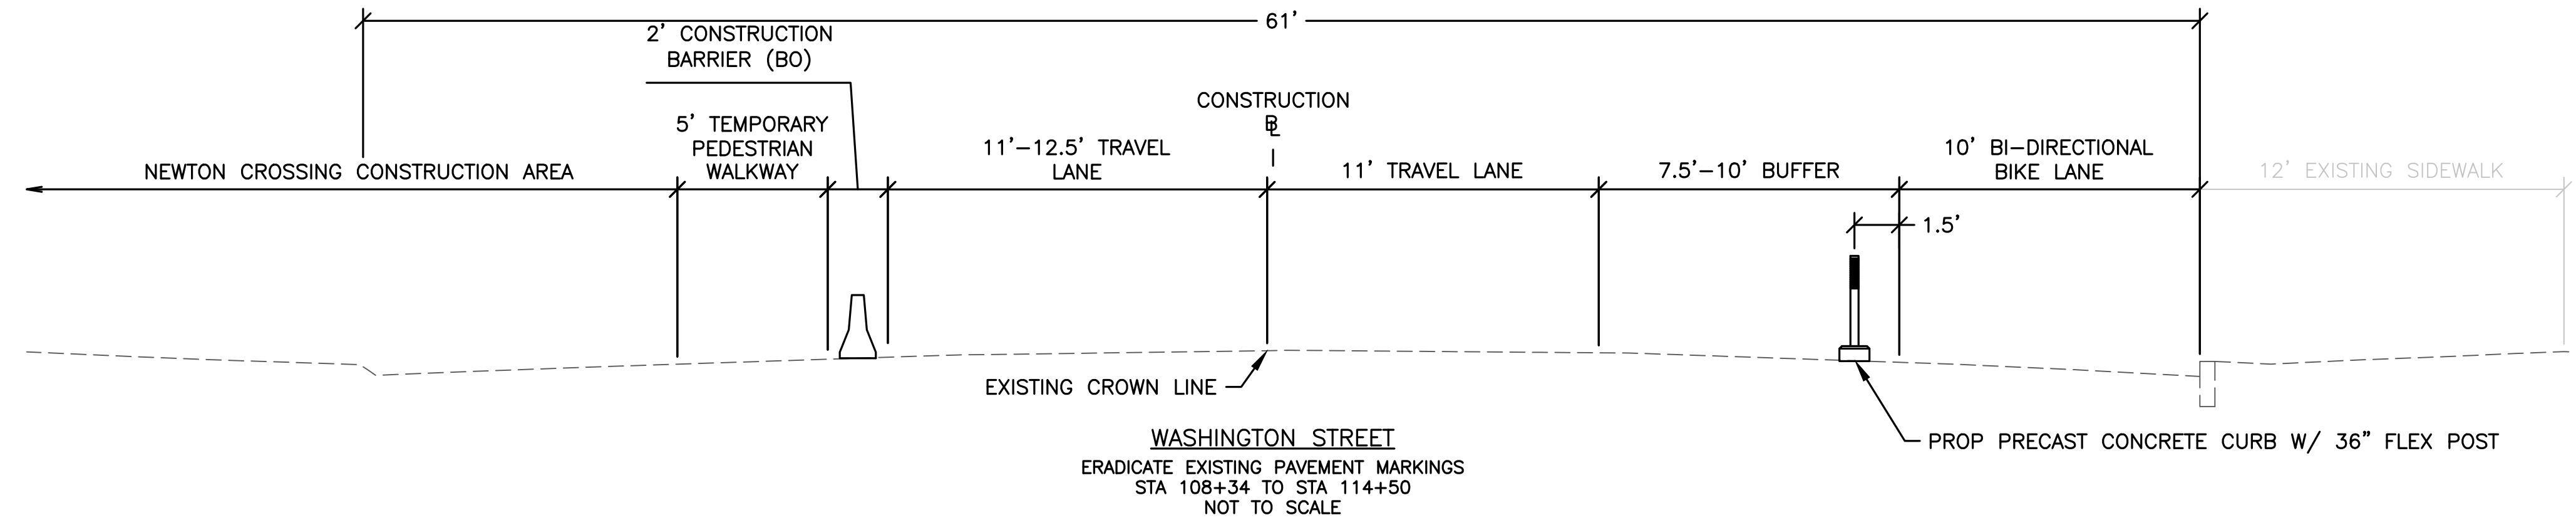 61'
2' CONSTRUCTION
BARRIER (BO)
CONSTRUCTION
BL
NEWTON CROSSING CONSTRUCTION AREA
5' TEMPORARY
PEDESTRIAN
WALKWAY
11'-12.5' TRAVEL
LANE
11' TRAVEL LANE
7.5'-10' BUFFER
10' BI-DIRECTIONAL
BIKE LANE
12' EXISTING SIDEWALK
1.5'
EXISTING CROWN LINE
PROP PRECAST CONCRETE CURB W/ 36" FLEX POST
WASHINGTON STREET
ERADICATE EXISTING PAVEMENT MARKINGS
STA 108+34 TO STA 114+50
NOT TO SCALE